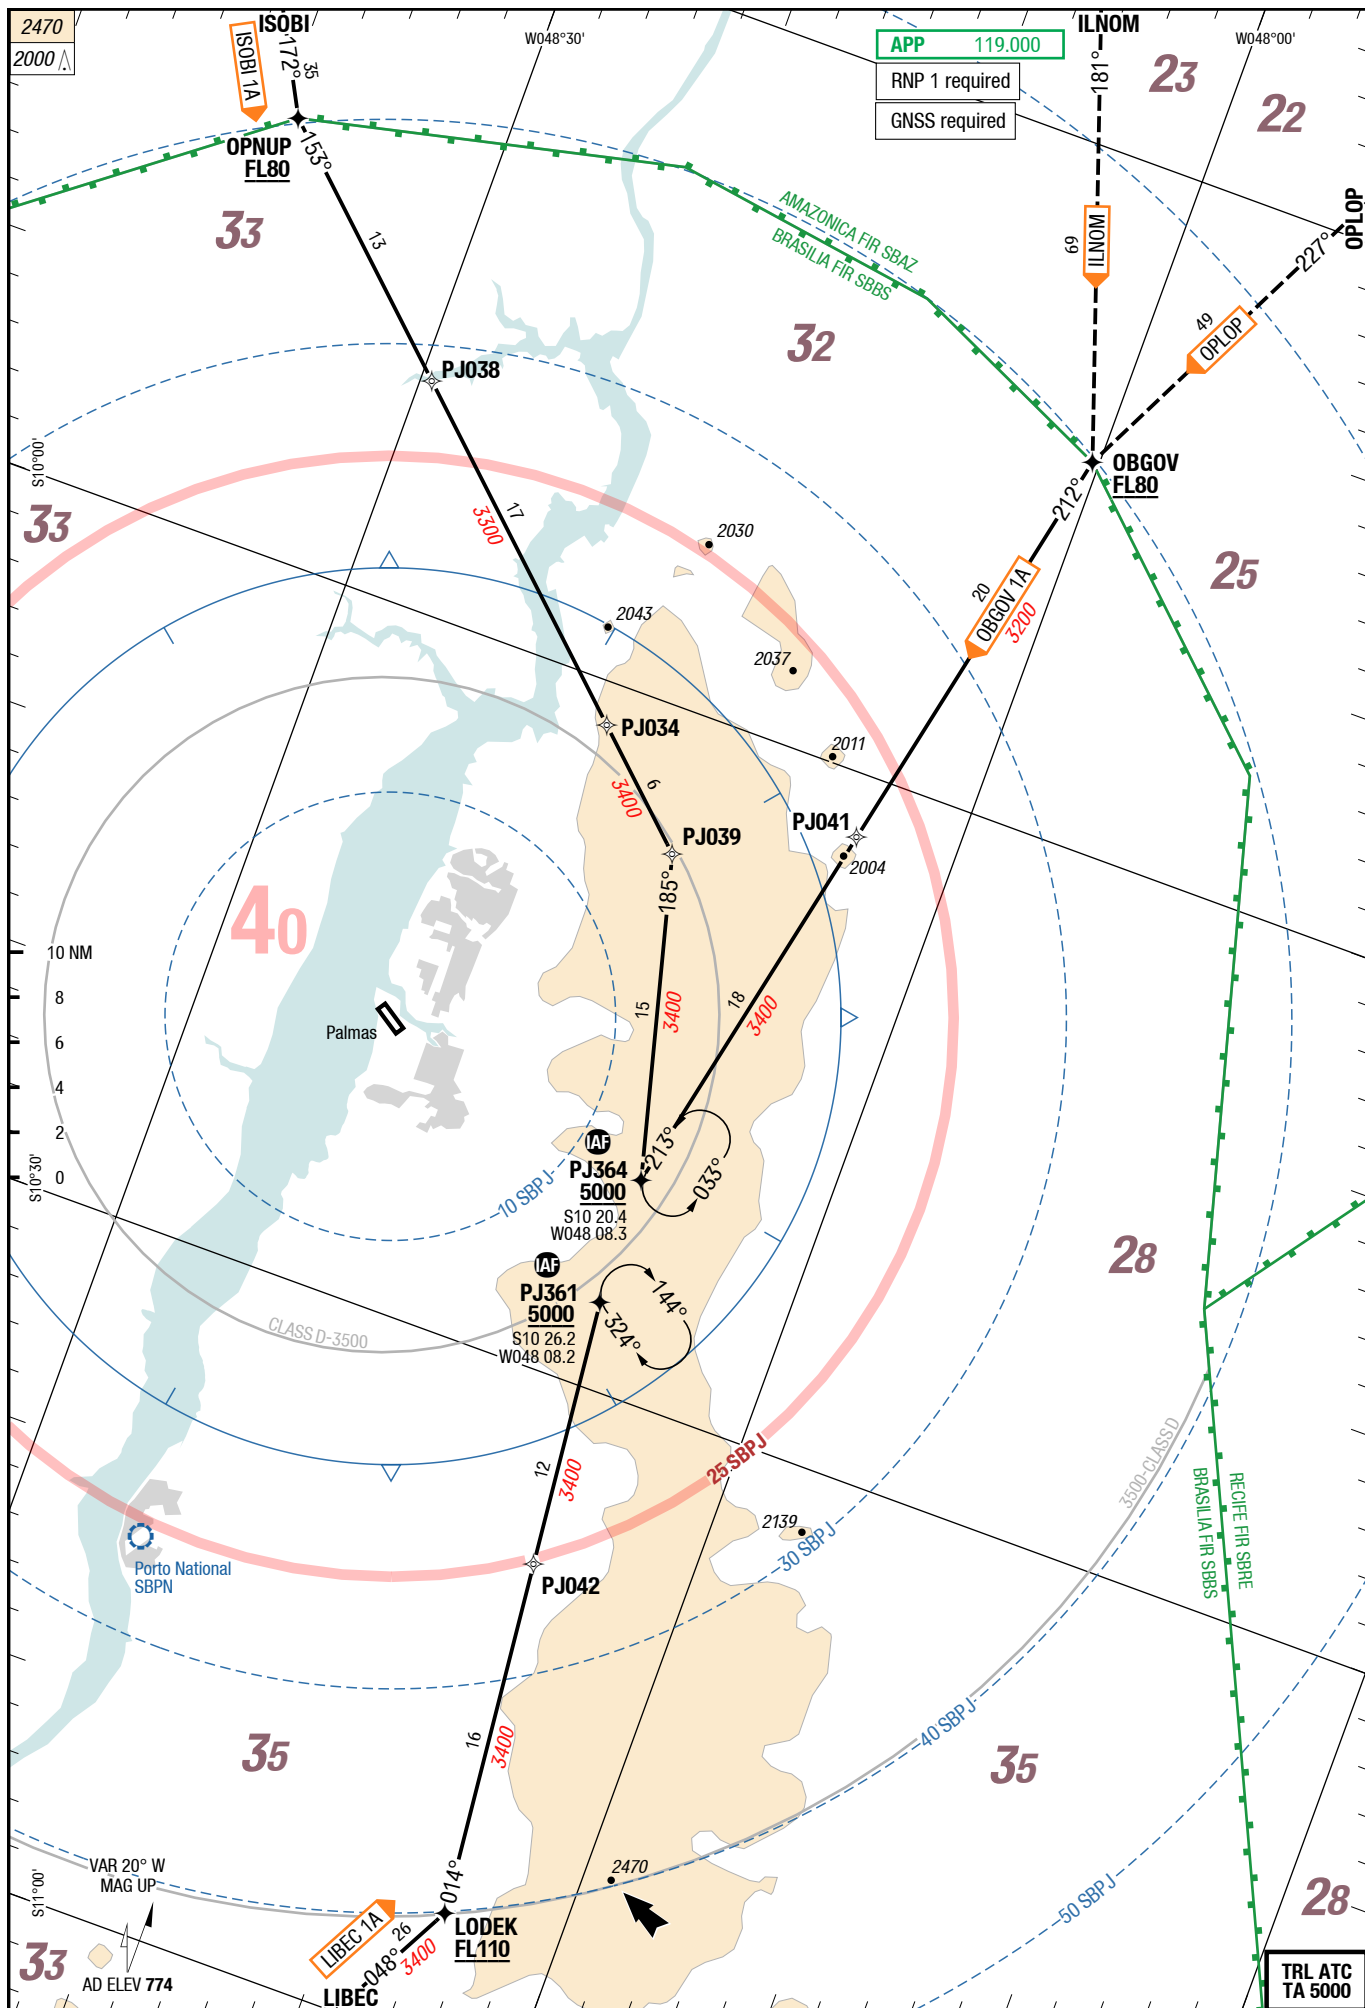 2470
2000
ISOBI
ISOBI 1A
172°
35
W048°30'
APP 119.000
RNP 1 required
GNSS required
ILNOM
181°
W048°00'
23
22
OPNUP
FL80
153°
33
13
AMAZONICA FIR SBAZ
BRASILIA FIR SBBS
69
ILNOM
OPLOP
227°
49
OPLOP
32
PJ038
S10°00'
33
OBGOV
FL80
212°
17
3300
2030
25
20
OBGOV 1A
3200
2043
2037
PJ034
2011
6
3400
PJ041
PJ039
2004
185°
40
10 NM
8
6
4
2
0
Palmas
15
3400
18
3400
S10°30'
IAF
PJ364
5000
S10 20.4
W048 08.3
213°
033°
10 SBPJ
28
IAF
PJ361
5000
S10 26.2
W048 08.2
144°
324°
CLASS D-3500
3500-CLASS D
12
3400
25 SBPJ
RECIFE FIR SBRE
BRASILIA FIR SBBS
2139
30 SBPJ
Porto National
SBPN
PJ042
16
3400
35
40 SBPJ
35
S11°00'
VAR 20° W
MAG UP
014°
2470
50 SBPJ
28
LIBEC 1A
26
048°
3400
LODEK
FL110
33
AD ELEV 774
LIBEC
TRL ATC
TA 5000